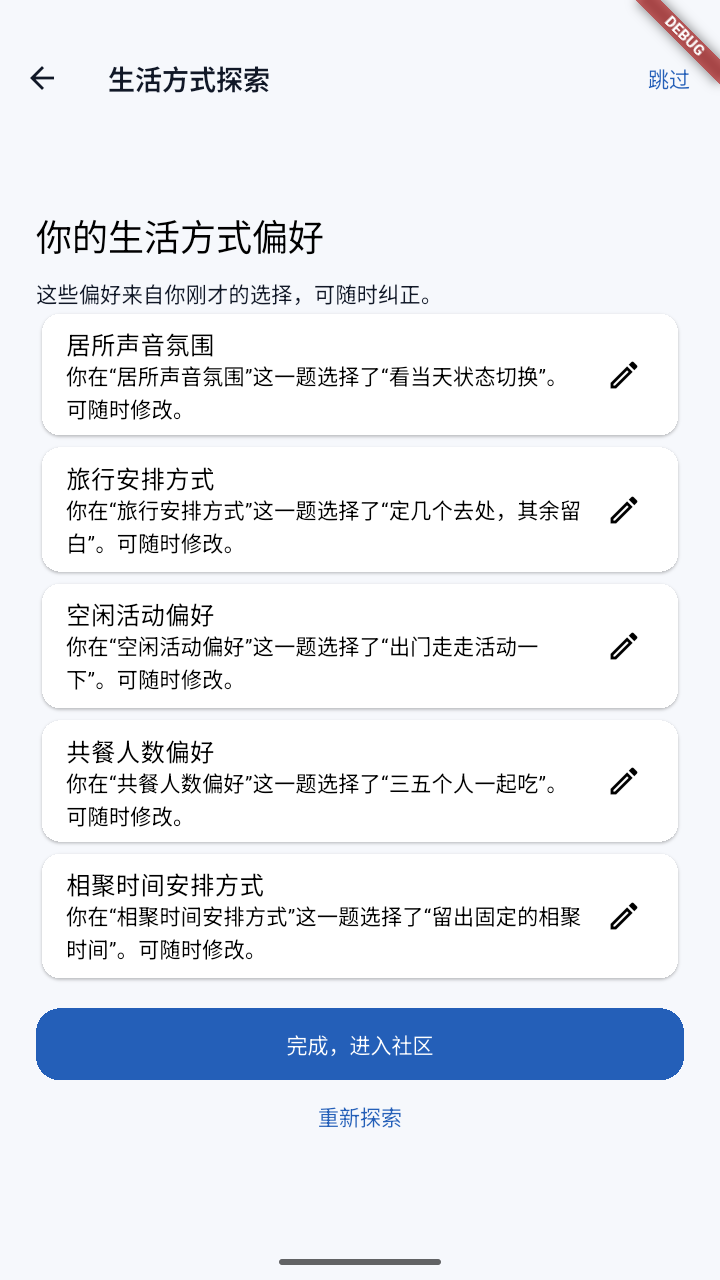 DEBUG
生活方式探索
跳过
你的生活方式偏好
这些偏好来自你刚才的选择，可随时纠正。
居所声音氛围
你在“居所声音氛围”这一题选择了“看当天状态切换”。
可随时修改。
旅行安排方式
你在“旅行安排方式”这一题选择了“定几个去处，其余留
白”。可随时修改。
空闲活动偏好
你在“空闲活动偏好”这一题选择了“出门走走活动一
下”。可随时修改。
共餐人数偏好
你在“共餐人数偏好”这一题选择了“三五个人一起吃”。
可随时修改。
相聚时间安排方式
你在“相聚时间安排方式”这一题选择了“留出固定的相聚
时间”。可随时修改。
完成，进入社区
重新探索